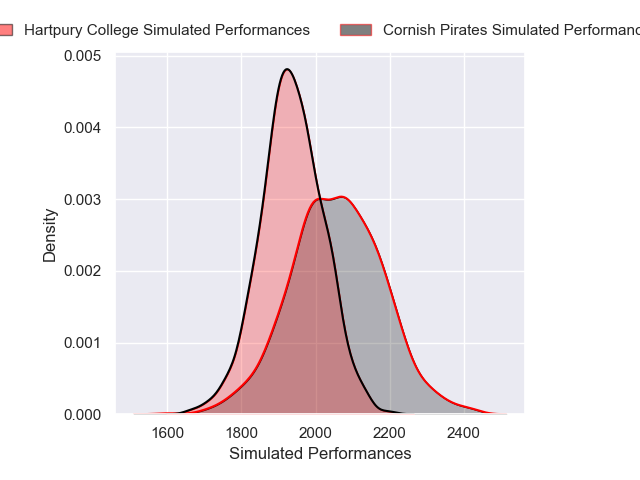 Hartpury College Simulated Performances
Cornish Pirates Simulated
0.005
0.004
0.003
0.002
0.001
0.000
Density
1600 1800 2000 2200 2400
Simulated Performances